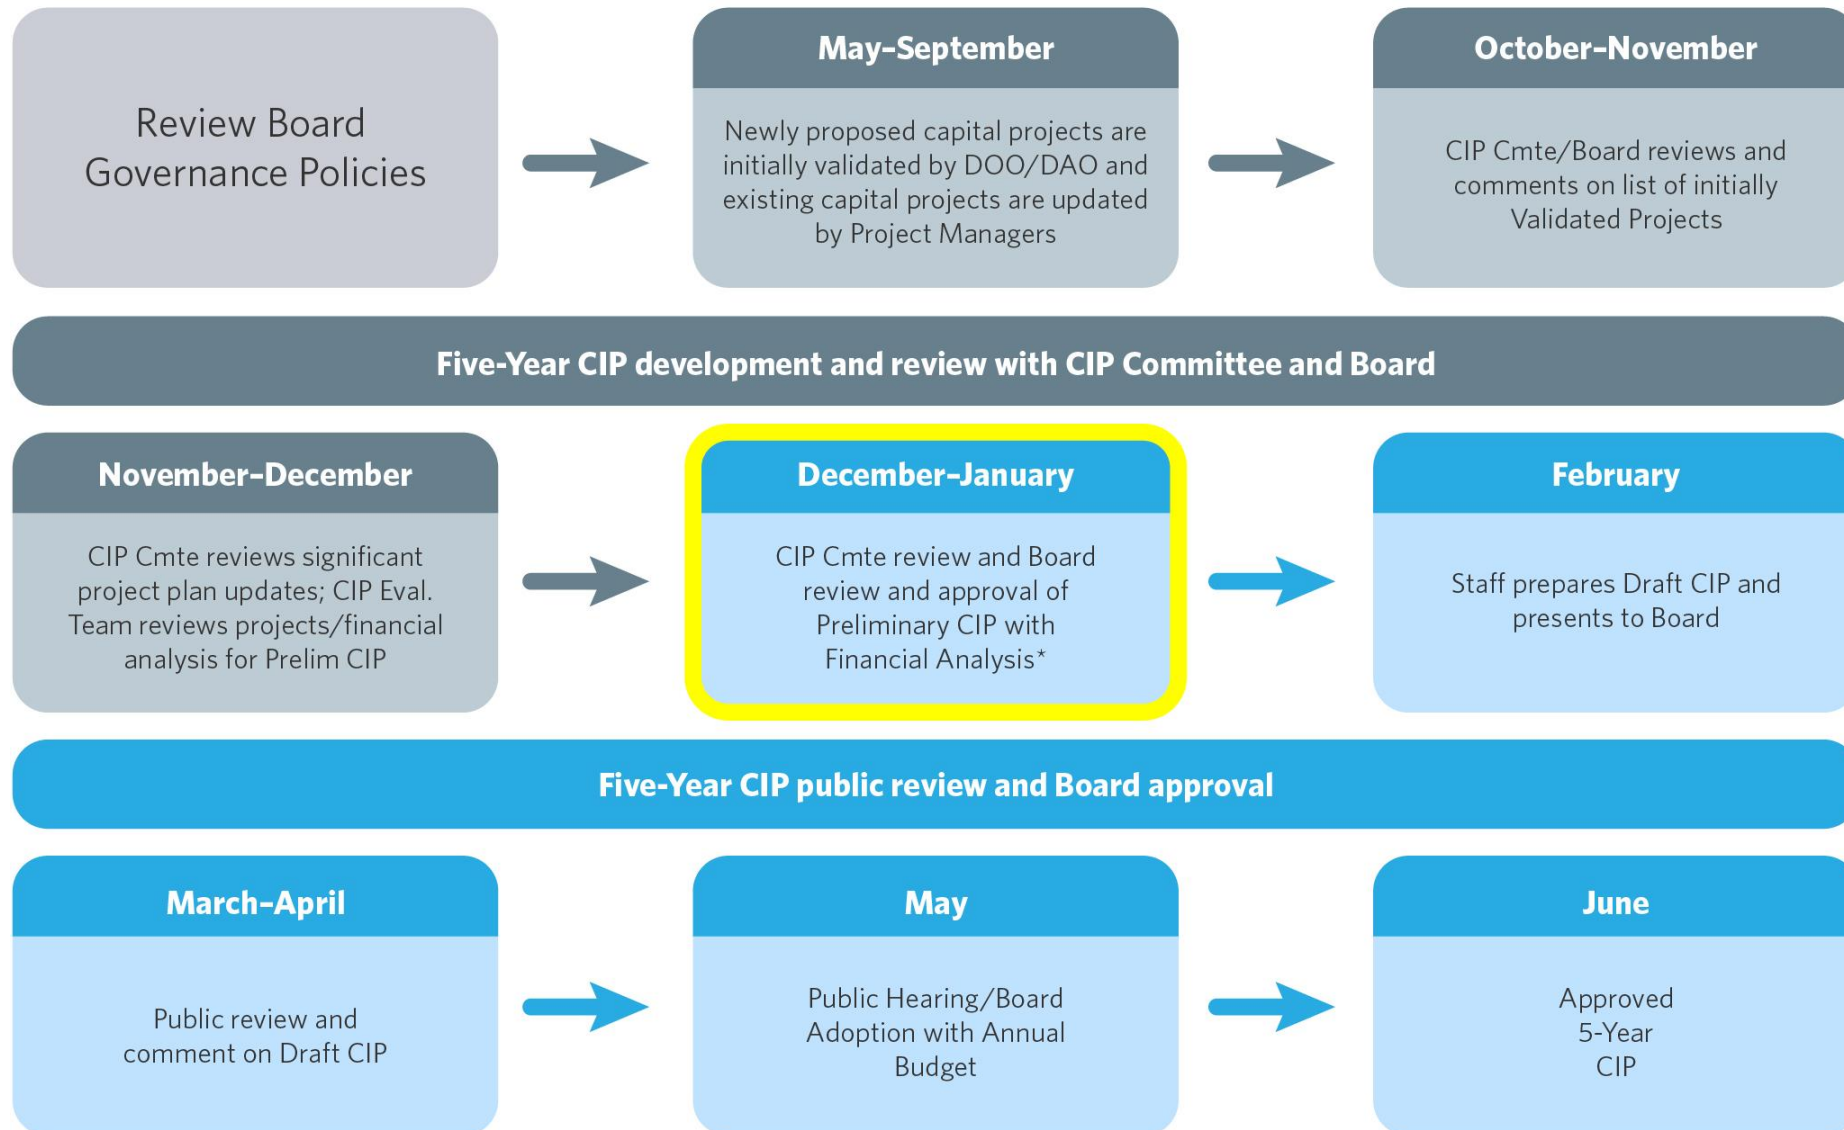 Review Board
Governance Policies
May–September
Newly proposed capital projects are
initially validated by DOO/DAO and
existing capital projects are updated
by Project Managers
October–November
CIP Cmte/Board reviews and
comments on list of initially
Validated Projects
Five-Year CIP development and review with CIP Committee and Board
November–December
CIP Cmte reviews significant
project plan updates; CIP Eval.
Team reviews projects/financial
analysis for Prelim CIP
December–January
CIP Cmte review and Board
review and approval of
Preliminary CIP with
Financial Analysis*
February
Staff prepares Draft CIP and
presents to Board
Five-Year CIP public review and Board approval
March–April
Public review and
comment on Draft CIP
May
Public Hearing/Board
Adoption with Annual
Budget
June
Approved
5-Year
CIP